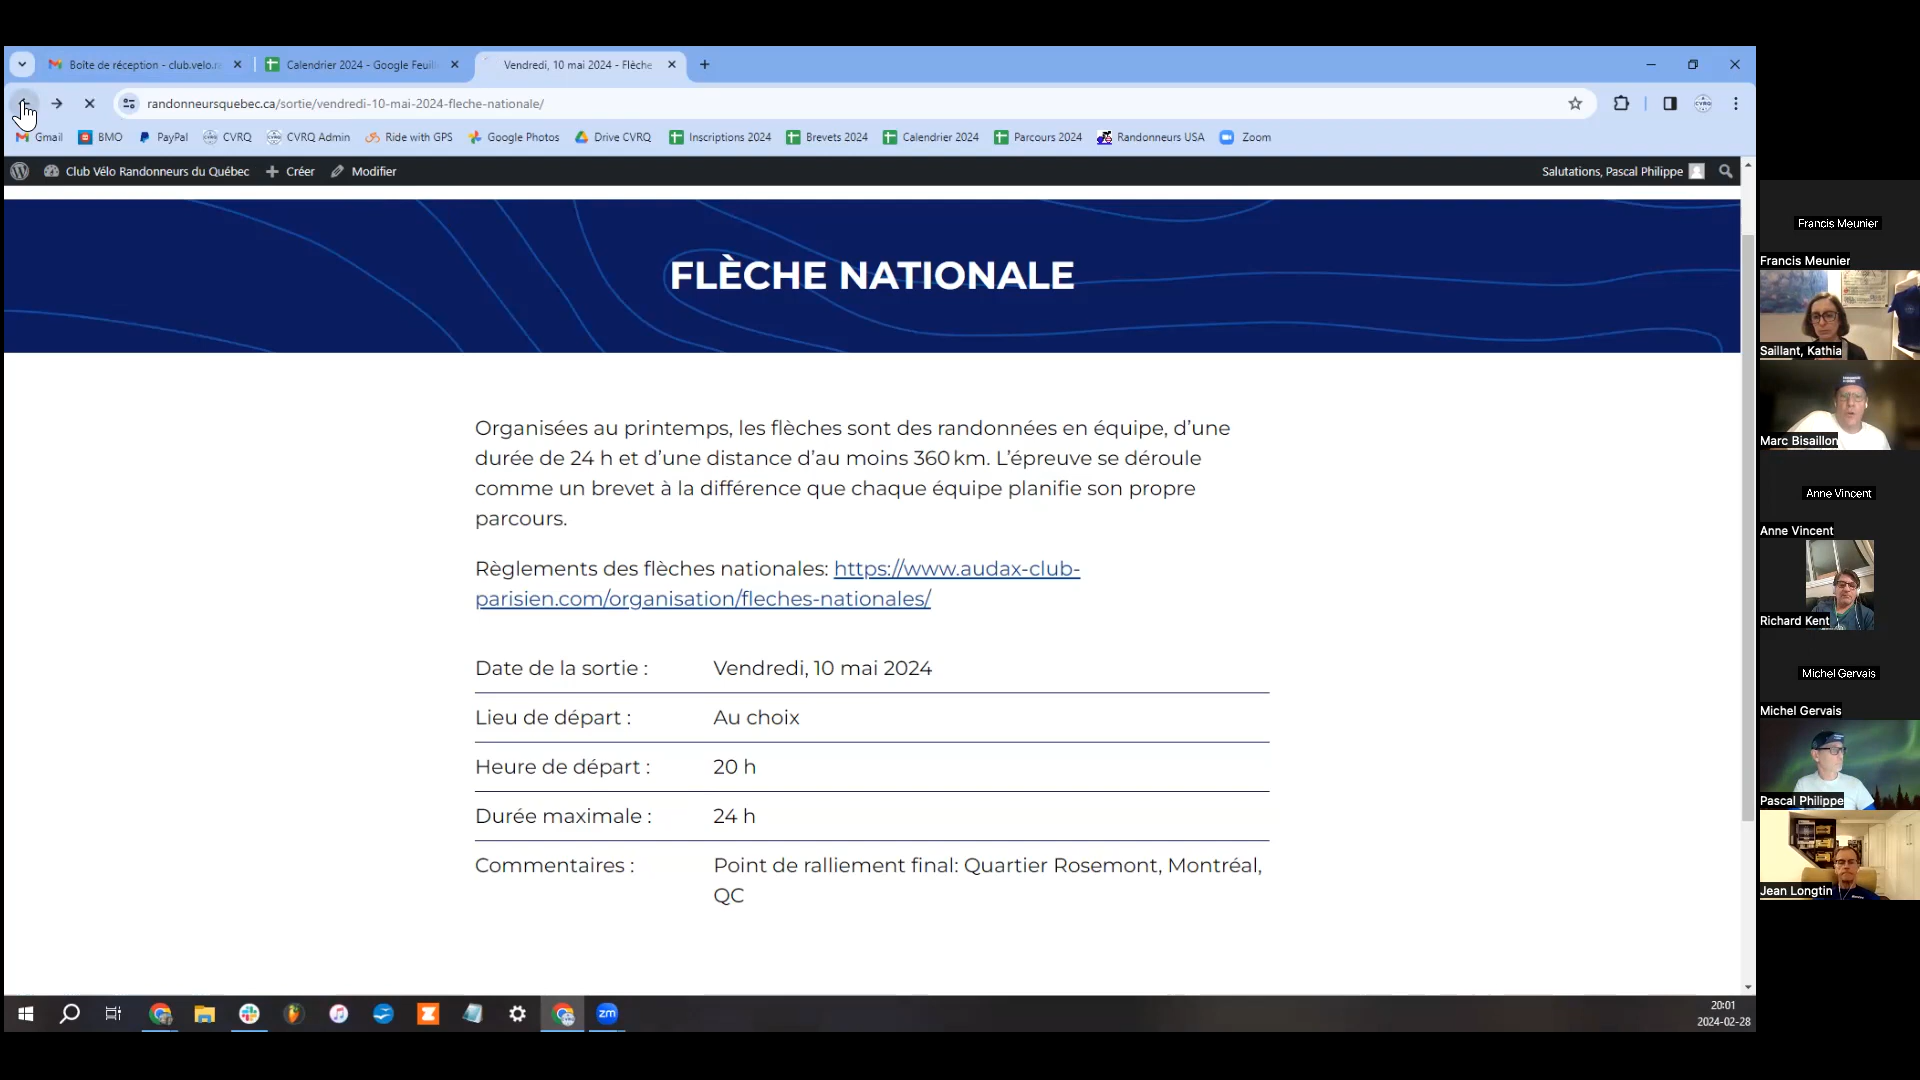 Boîte de réception - club.velo.r
Calendrier 2024 - Google Feuill
Vendredi, 10 mai 2024 - Flèche
randonneursquebec.ca/sortie/vendredi-10-mai-2024-fleche-nationale/
Gmail BMO PayPal CVRQ CVRQ Admin Ride with GPS Google Photos Drive CVRQ Inscriptions 2024 Brevets 2024 Calendrier 2024 Parcours 2024 Randonneurs USA Zoom
Club Vélo Randonneurs du Québec Créer Modifier Salutations, Pascal Philippe
FLÈCHE NATIONALE
Organisées au printemps, les flèches sont des randonnées en équipe, d’une
durée de 24 h et d’une distance d’au moins 360 km. L’épreuve se déroule
comme un brevet à la différence que chaque équipe planifie son propre
parcours.
Règlements des flèches nationales: https://www.audax-club-
parisien.com/organisation/fleches-nationales/
Date de la sortie : Vendredi, 10 mai 2024
Lieu de départ : Au choix
Heure de départ : 20 h
Durée maximale : 24 h
Commentaires : Point de ralliement final: Quartier Rosemont, Montréal,
QC
zm
20:01
2024-02-28
Francis Meunier
Francis Meunier
Saillant, Kathia
Marc Bisaillon
Anne Vincent
Anne Vincent
Richard Kent
Michel Gervais
Michel Gervais
Pascal Philippe
Jean Longtin